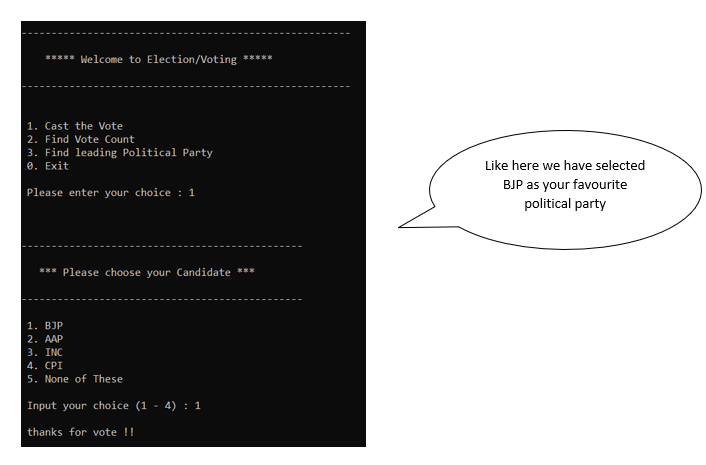 --------------------------------------------------------
***** Welcome to Election/Voting *****
--------------------------------------------------------
1. Cast the Vote
2. Find Vote Count
3. Find leading Political Party
0. Exit
Please enter your choice : 1
-----------------------------------------------
*** Please choose your Candidate ***
-----------------------------------------------
1. BJP
2. AAP
3. INC
4. CPI
5. None of These
Input your choice (1 - 4) : 1
thanks for vote !!
Like here we have selected
BJP as your favourite
political party